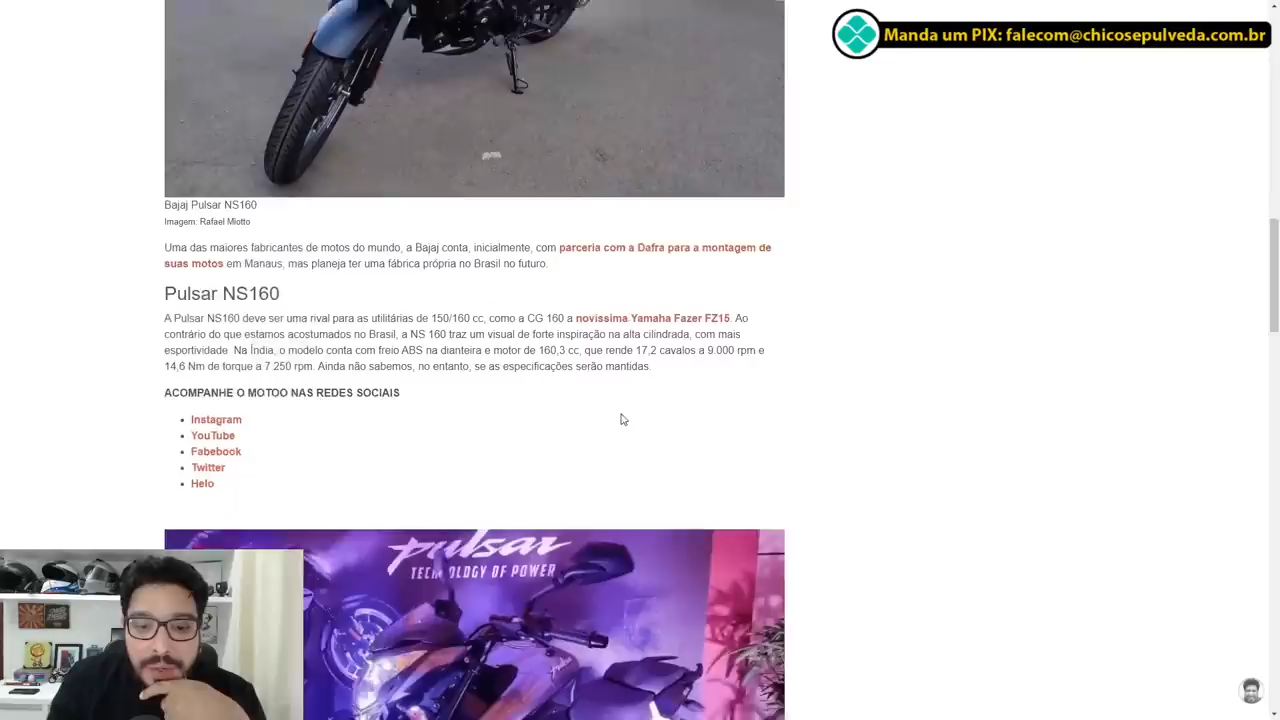 Manda um PIX: falecom@chicosepulveda.com.br
Bajaj Pulsar NS160
Imagem: Rafael Miotto
Uma das maiores fabricantes de motos do mundo, a Bajaj conta, inicialmente, com parceria com a Dafra para a montagem de
suas motos em Manaus, mas planeja ter uma fábrica própria no Brasil no futuro.
Pulsar NS160
A Pulsar NS160 deve ser uma rival para as utilitárias de 150/160 cc, como a CG 160 a novíssima Yamaha Fazer FZ15. Ao
contrário do que estamos acostumados no Brasil, a NS 160 traz um visual de forte inspiração na alta cilindrada, com mais
esportividade Na Índia, o modelo conta com freio ABS na dianteira e motor de 160,3 cc, que rende 17,2 cavalos a 9.000 rpm e
14,6 Nm de torque a 7.250 rpm. Ainda não sabemos, no entanto, se as especificações serão mantidas.
ACOMPANHE O MOTOO NAS REDES SOCIAIS
• Instagram
• YouTube
• Fabebook
• Twitter
• Helo
pulsar
TECHNOLOGY OF POWER